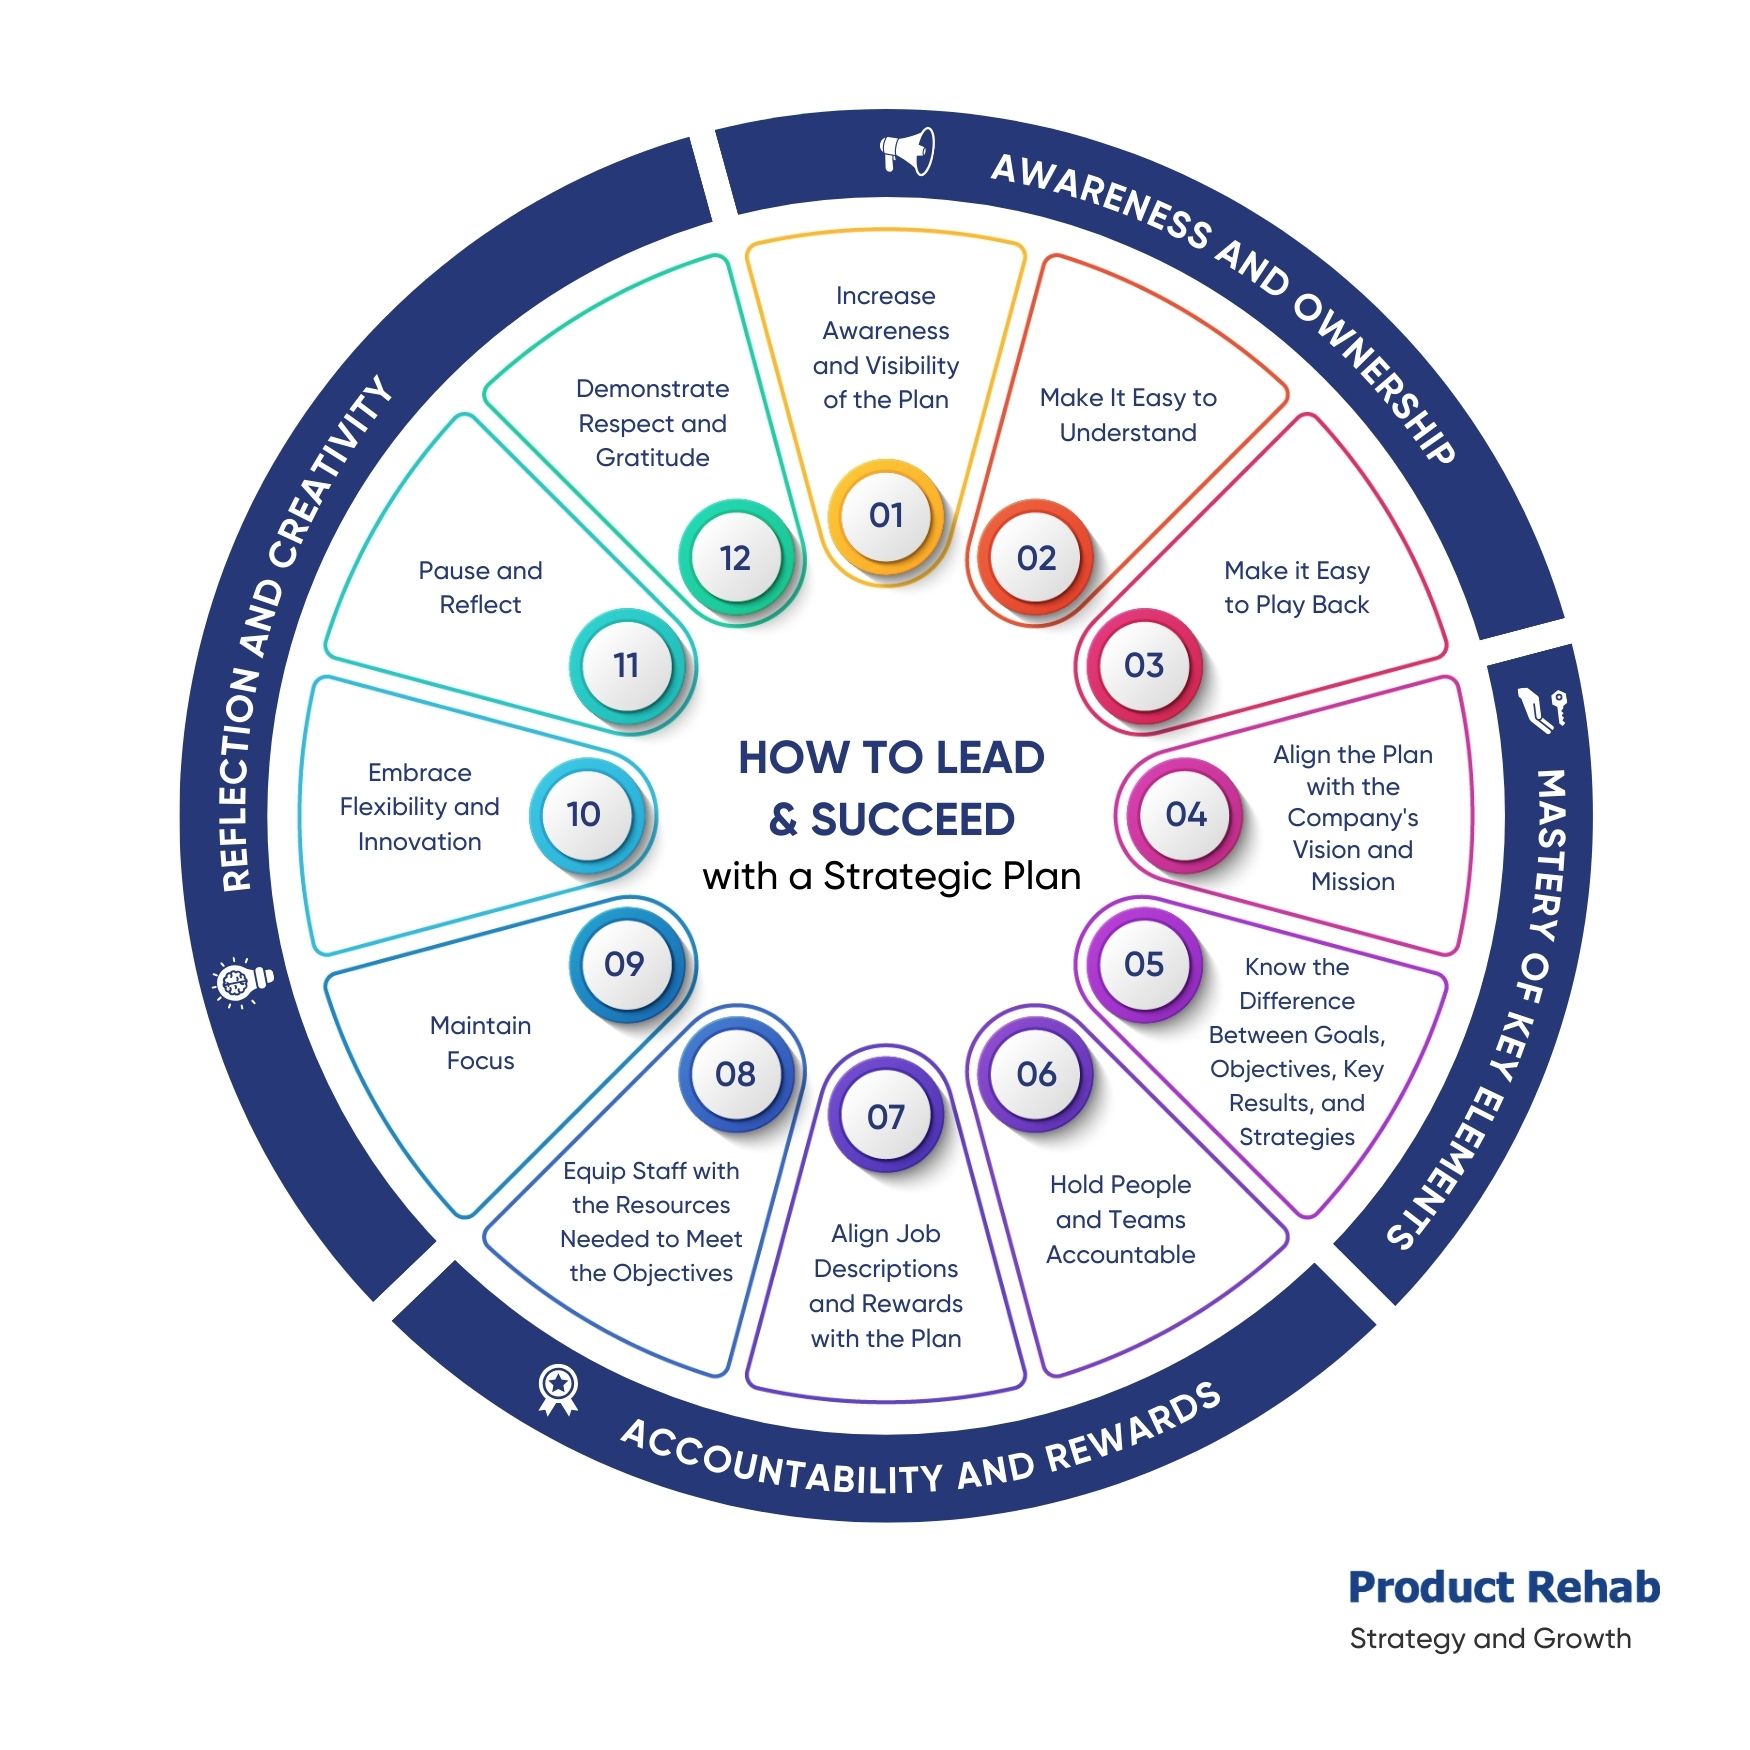 AWARENESS AND OWNERSHIP
MASTERY OF KEY ELEMENTS
ACCOUNTABILITY AND REWARDS
REFLECTION AND CREATIVITY
Increase
Awareness
and Visibility
of the Plan
01
Make It Easy to
Understand
02
Make it Easy
to Play Back
03
Align the Plan
with the
Company's
Vision and
Mission
04
Know the
Difference
Between Goals,
Objectives, Key
Results, and
Strategies
05
Hold People
and Teams
Accountable
06
Align Job
Descriptions
and Rewards
with the Plan
07
Equip Staff with
the Resources
Needed to Meet
the Objectives
08
Maintain
Focus
09
Embrace
Flexibility and
Innovation
10
Pause and
Reflect
11
Demonstrate
Respect and
Gratitude
12
HOW TO LEAD
& SUCCEED
with a Strategic Plan
Product Rehab
Strategy and Growth